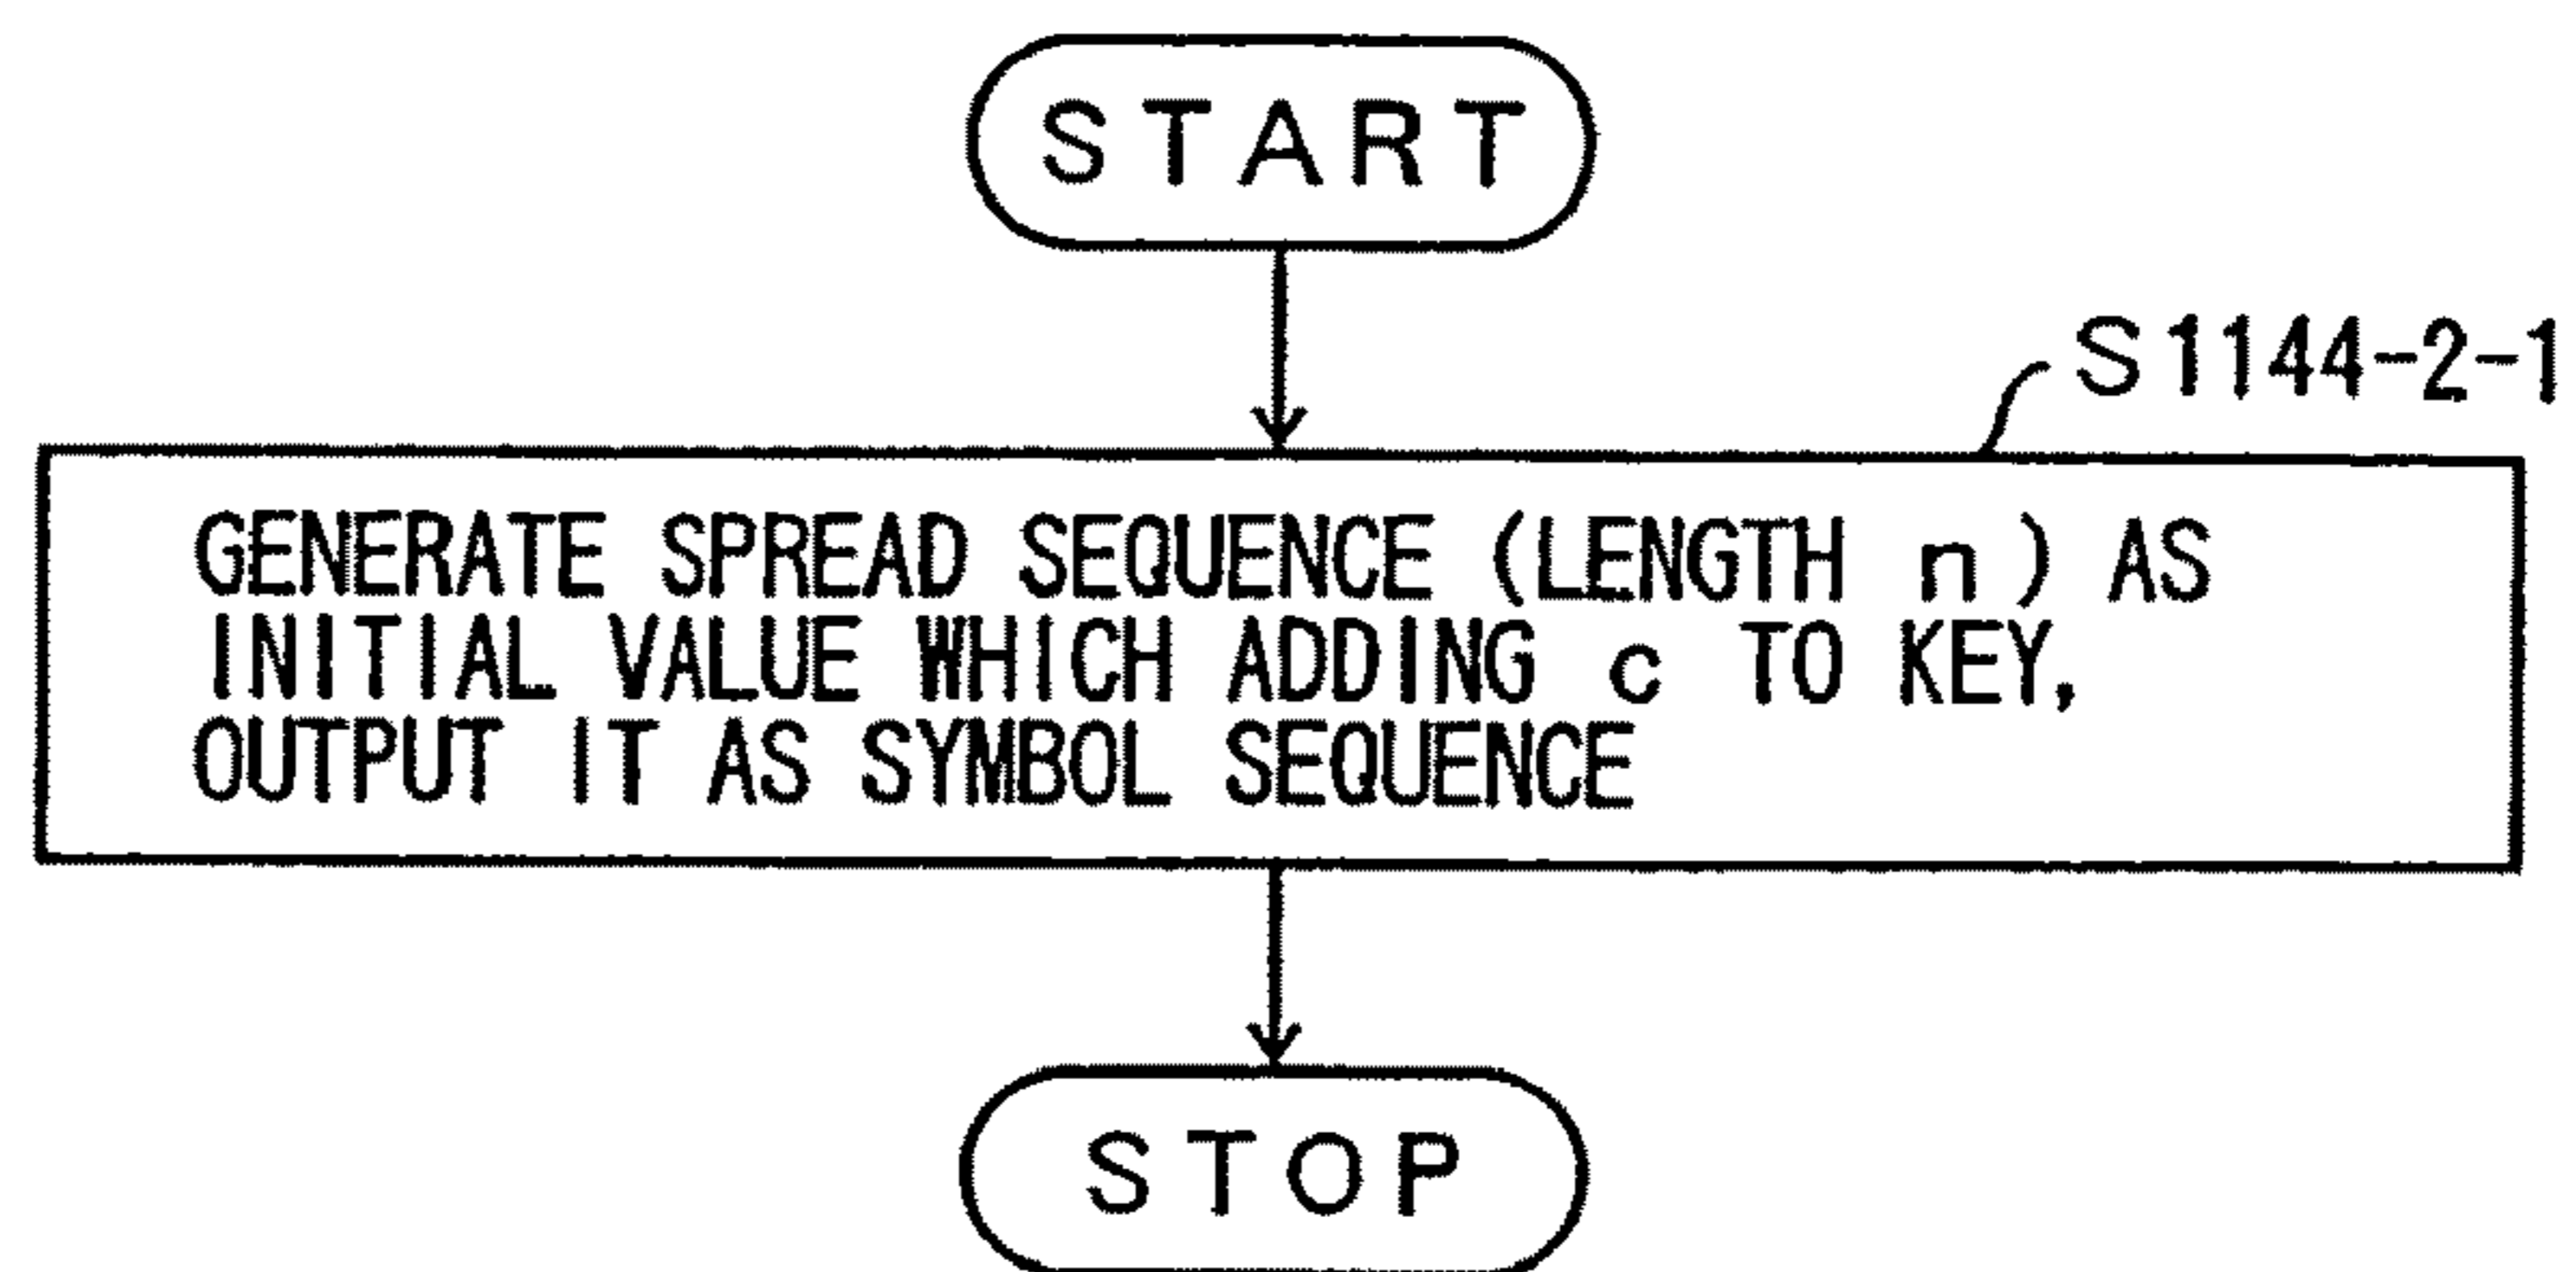 START
S1144-2-1
GENERATE SPREAD SEQUENCE (LENGTH n) AS
INITIAL VALUE WHICH ADDING c TO KEY,
OUTPUT IT AS SYMBOL SEQUENCE
STOP